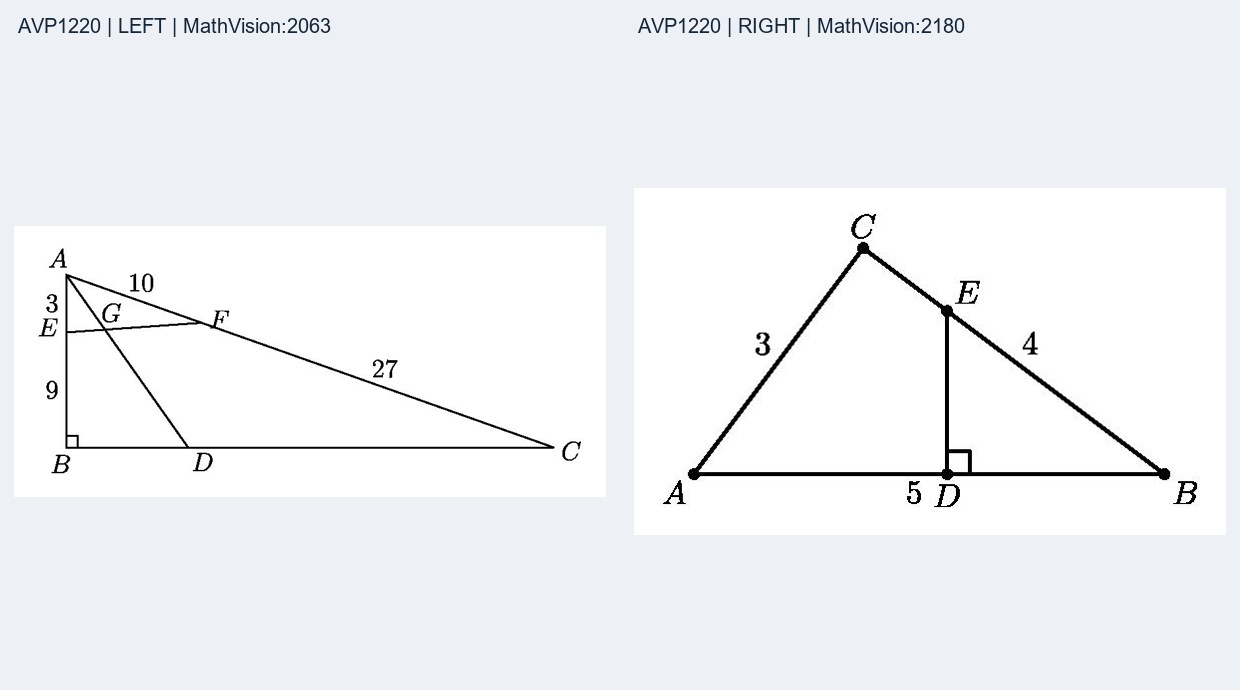 AVP1220 | LEFT | MathVision:2063
A
10
3
G
F
E
27
9
B
D
C
AVP1220 | RIGHT | MathVision:2180
C
E
3
4
A
5
D
B